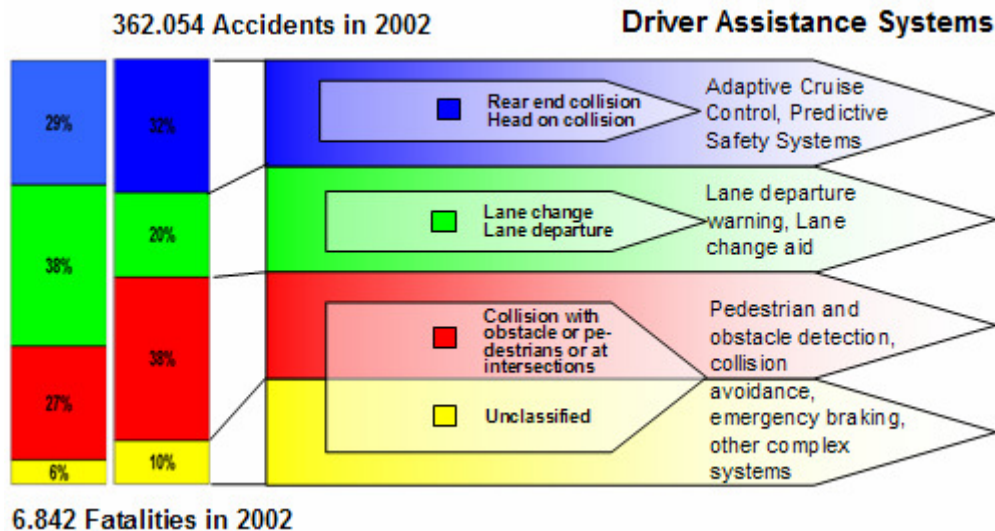 362.054 Accidents in 2002
Driver Assistance Systems
29%
38%
27%
6%
32%
20%
38%
10%
Rear end collision
Head on collision
Adaptive Cruise
Control, Predictive
Safety Systems
Lane change
Lane departure
Lane departure
warning, Lane
change aid
Collision with
obstacle or pe-
destrians or at
intersections
Unclassified
Pedestrian and
obstacle detection,
collision
avoidance,
emergency braking,
other complex
systems
6.842 Fatalities in 2002